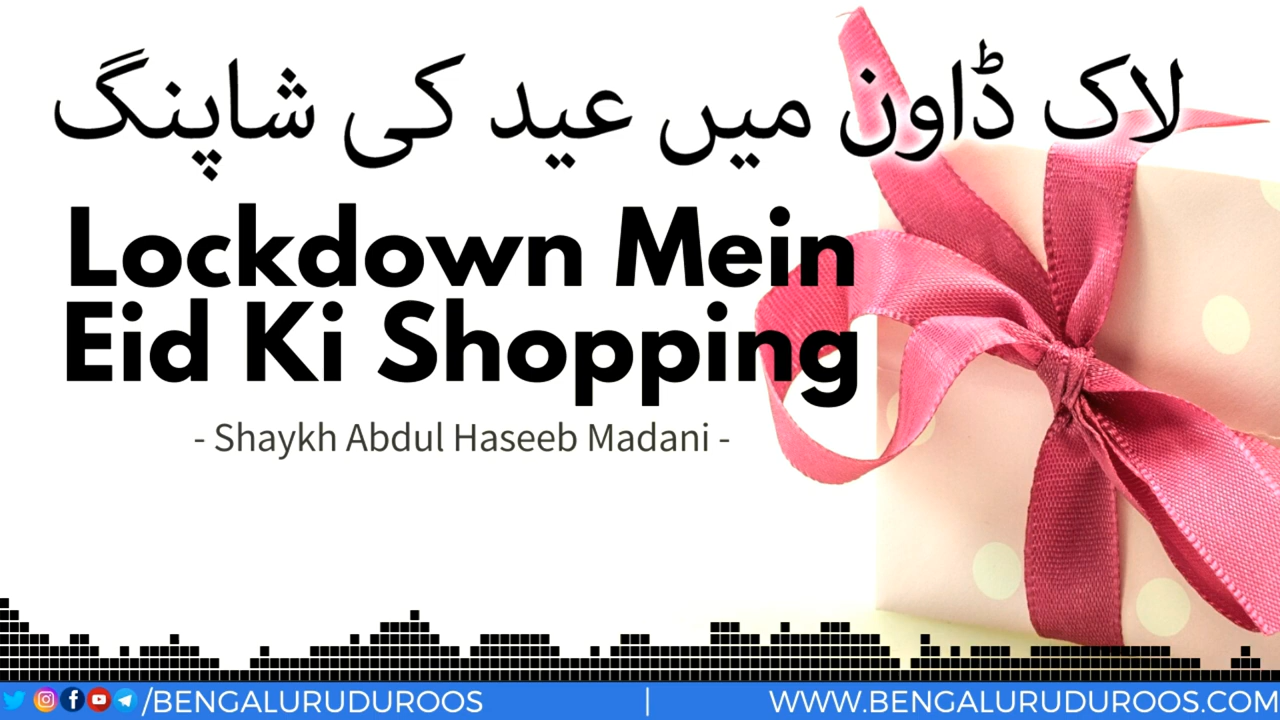 لاک ڈاون میں عید کی شاپنگ
Lockdown Mein
Eid Ki Shopping
- Shaykh Abdul Haseeb Madani -
/BENGALURUDUROOS | WWW.BENGALURUDUROOS.COM